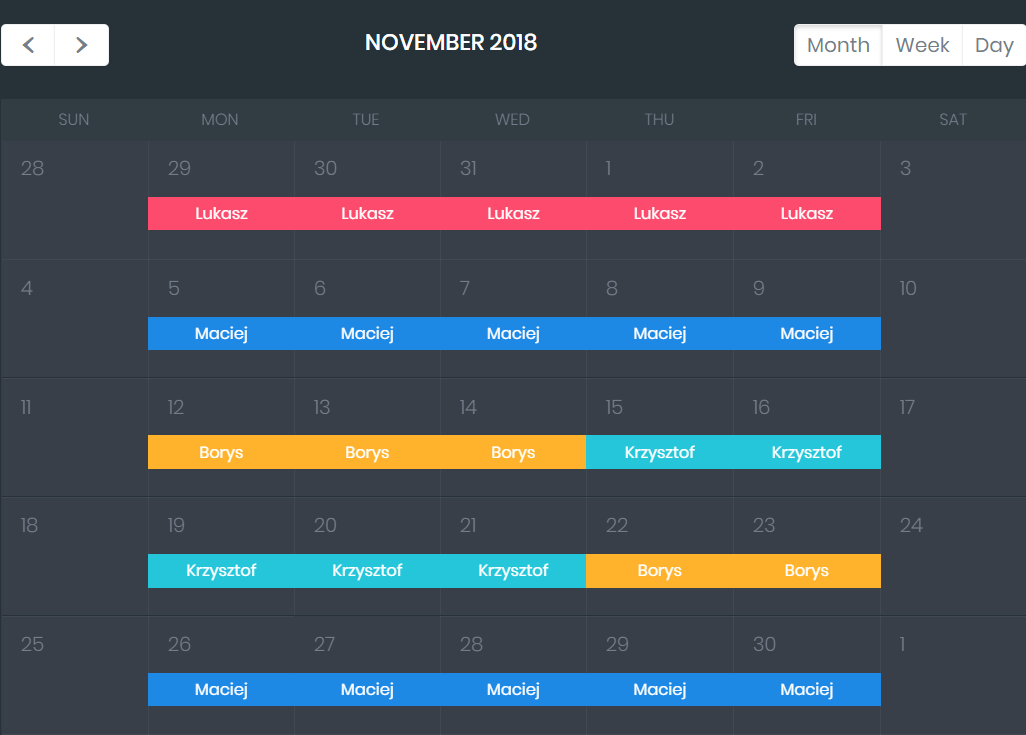 NOVEMBER 2018
Month Week Day
SUN MON TUE WED THU FRI SAT
28 29 30 31 1 2 3
Lukasz Lukasz Lukasz Lukasz Lukasz
4 5 6 7 8 9 10
Maciej Maciej Maciej Maciej Maciej
11 12 13 14 15 16 17
Borys Borys Borys Krzysztof Krzysztof
18 19 20 21 22 23 24
Krzysztof Krzysztof Krzysztof Borys Borys
25 26 27 28 29 30 1
Maciej Maciej Maciej Maciej Maciej